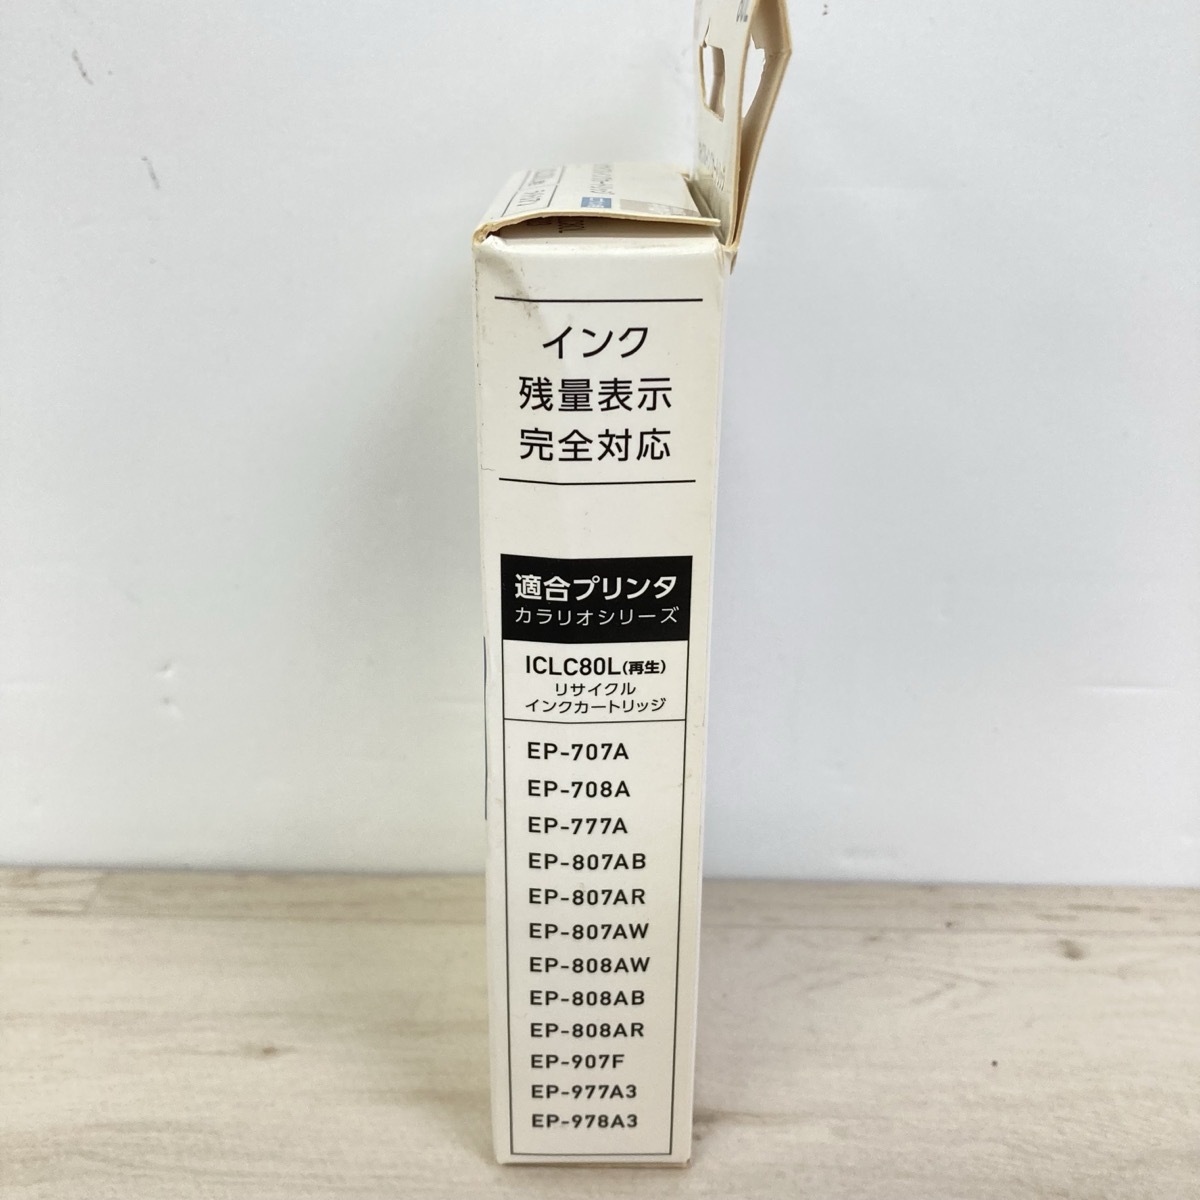 インク
残量表示
完全対応
適合プリンタ
カラリオシリーズ
ICLC80L(再生)
リサイクル
インクカートリッジ
EP-707A
EP-708A
EP-777A
EP-807AB
EP-807AR
EP-807AW
EP-808AW
EP-808AB
EP-808AR
EP-907F
EP-977A3
EP-978A3